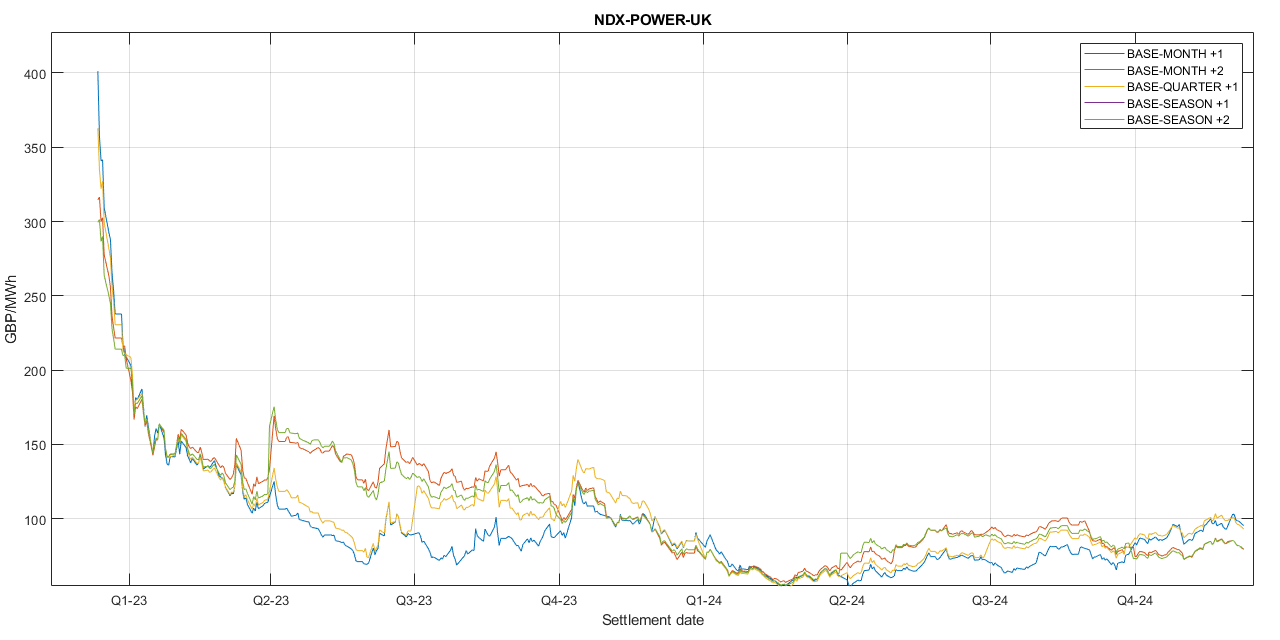 NDX-POWER-UK
BASE-MONTH +1
BASE-MONTH +2
BASE-QUARTER +1
BASE-SEASON +1
BASE-SEASON +2
GBP/MWh
400
350
300
250
200
150
100
Q1-23 Q2-23 Q3-23 Q4-23 Q1-24 Q2-24 Q3-24 Q4-24
Settlement date